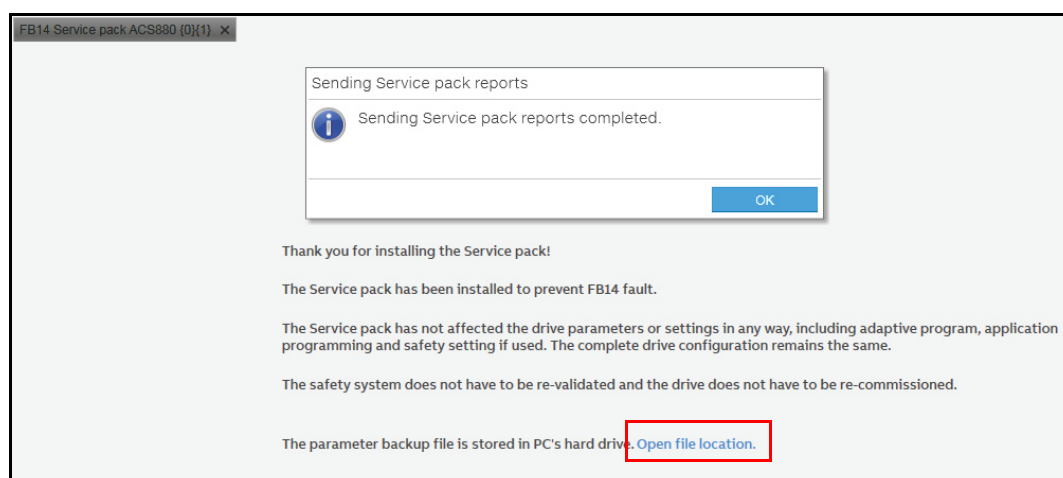 FB14 Service pack ACS880 {0}{1} ×
Sending Service pack reports
Sending Service pack reports completed.
OK
Thank you for installing the Service pack!
The Service pack has been installed to prevent FB14 fault.
The Service pack has not affected the drive parameters or settings in any way, including adaptive program, application
programming and safety setting if used. The complete drive configuration remains the same.
The safety system does not have to be re-validated and the drive does not have to be re-commissioned.
The parameter backup file is stored in PC's hard drive. Open file location.